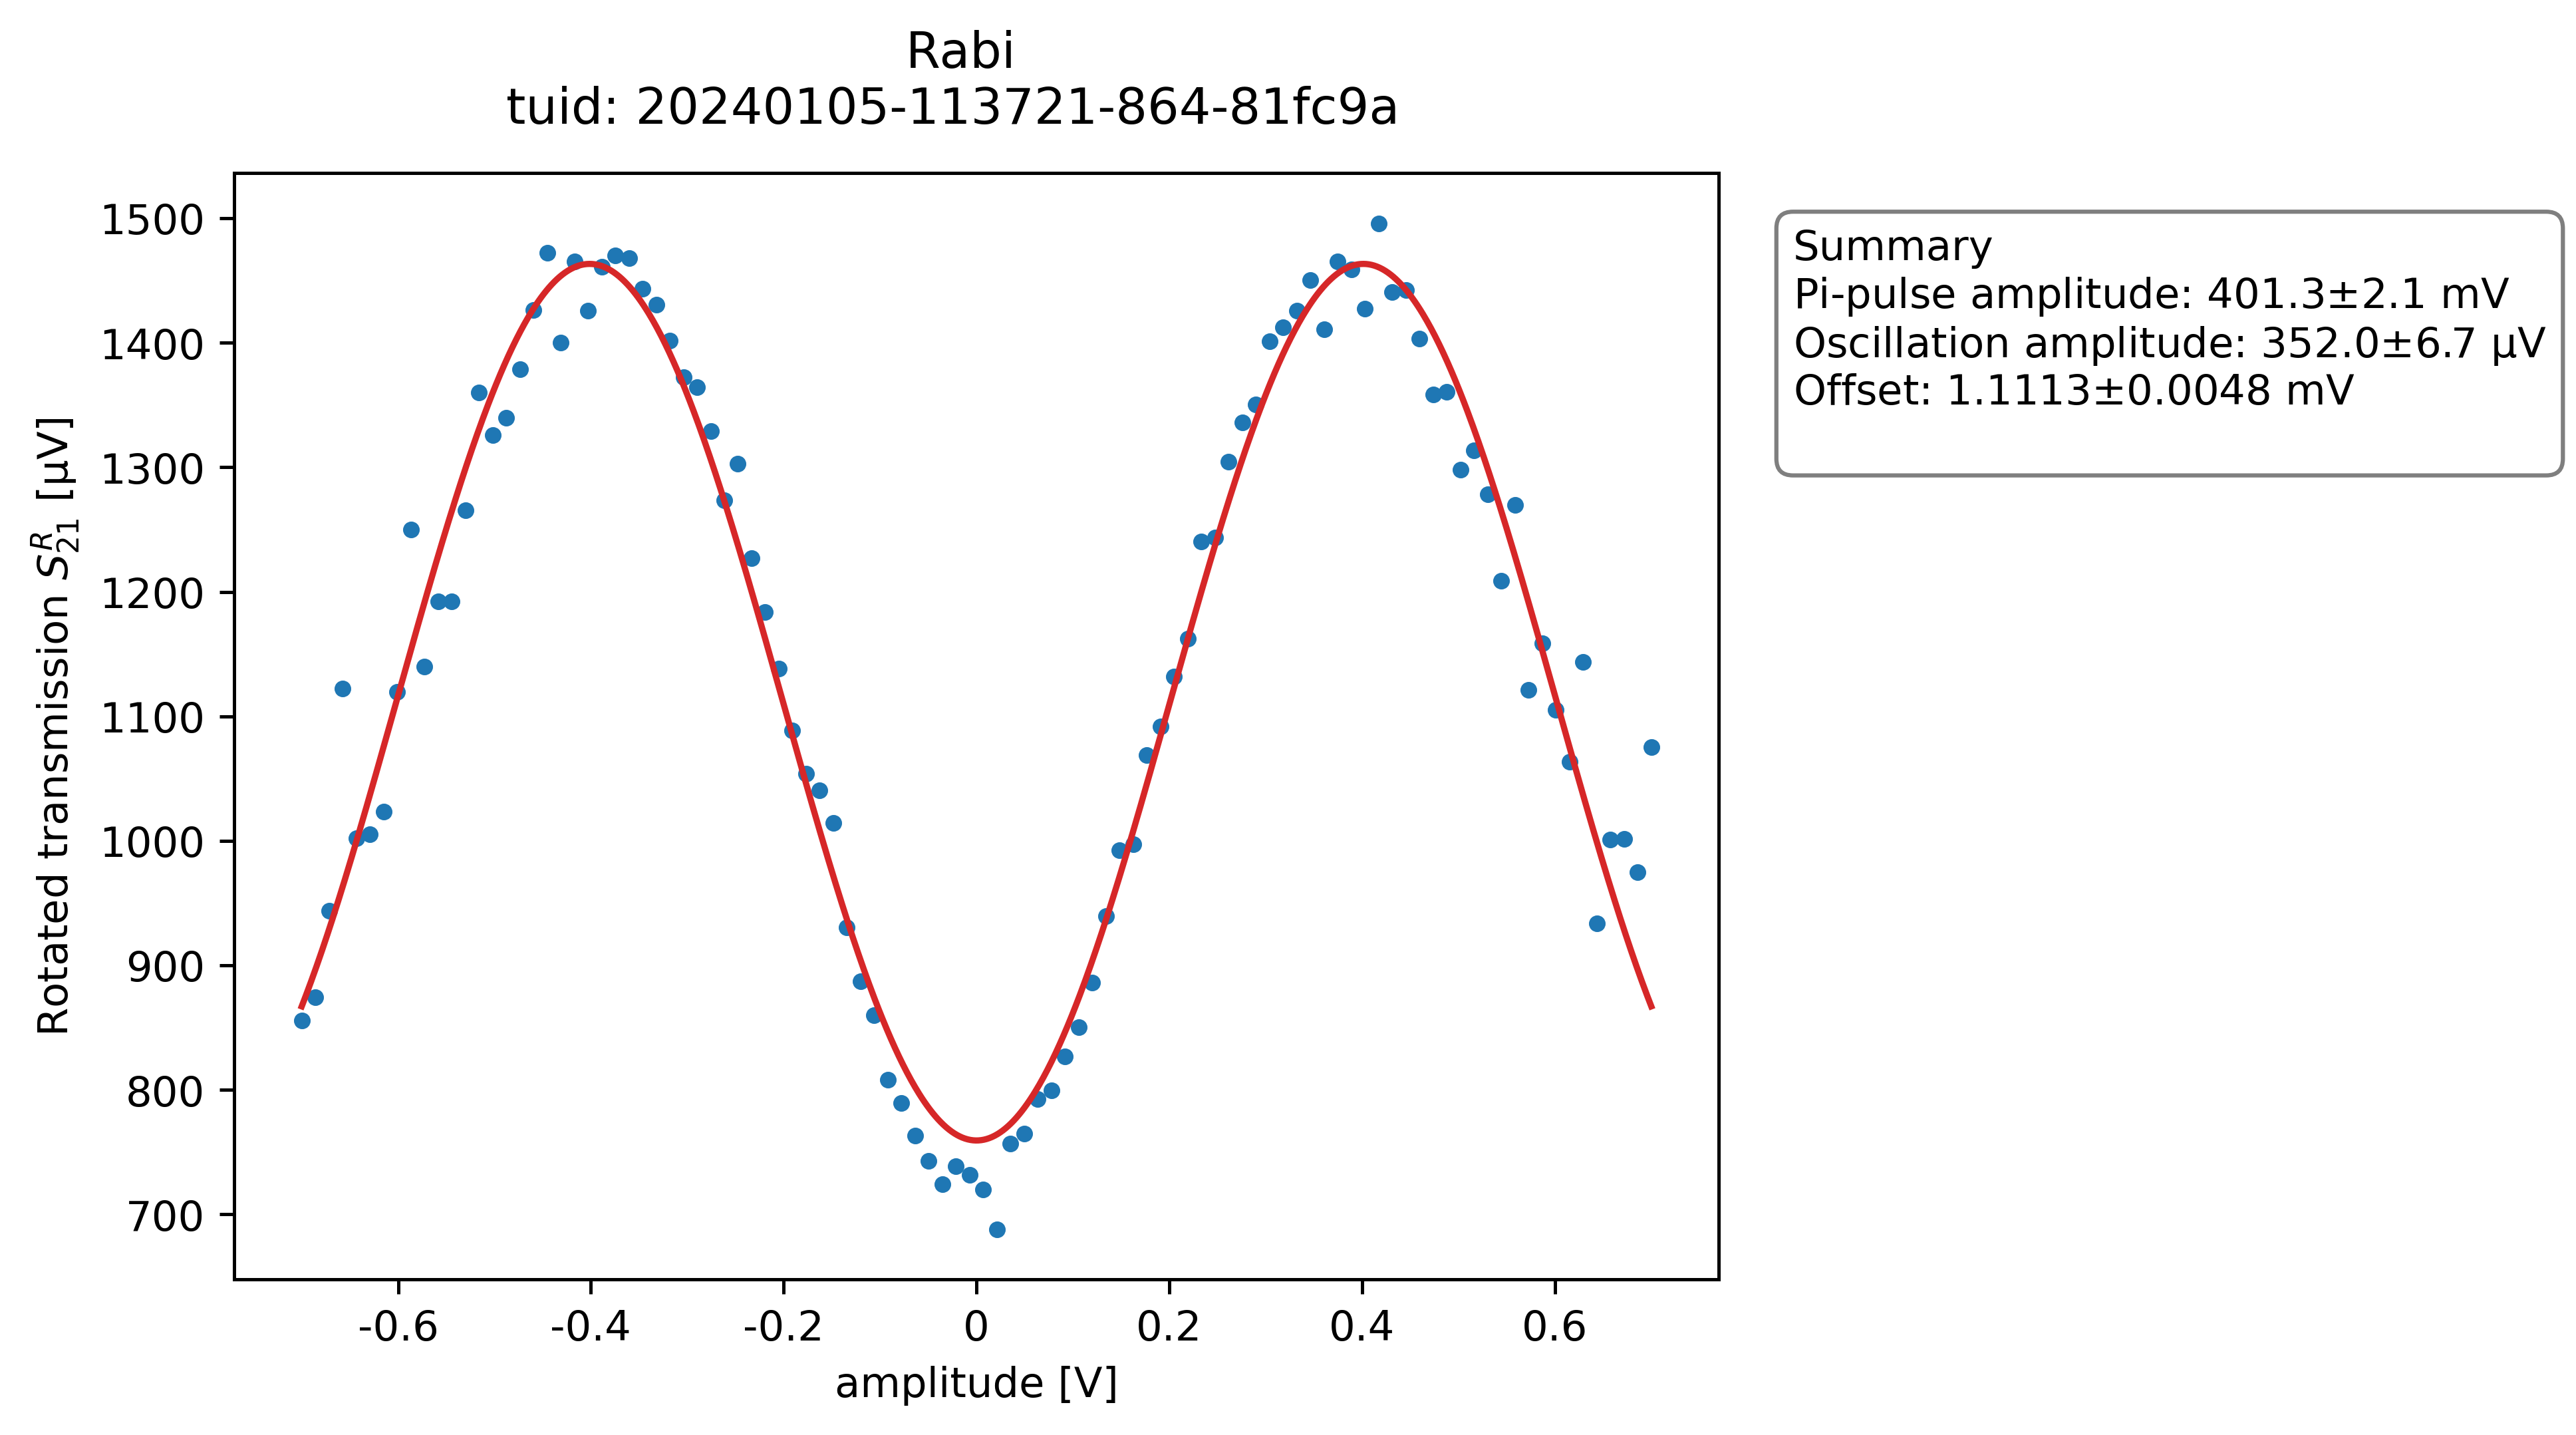 Rabi
tuid: 20240105-113721-864-81fc9a
Rotated transmission $S_{21}^{R}$ [µV]
1500
1400
1300
1200
1100
1000
900
800
700
-0.6
-0.4
-0.2
0
0.2
0.4
0.6
amplitude [V]
Summary
Pi-pulse amplitude: 401.3±2.1 mV
Oscillation amplitude: 352.0±6.7 µV
Offset: 1.1113±0.0048 mV